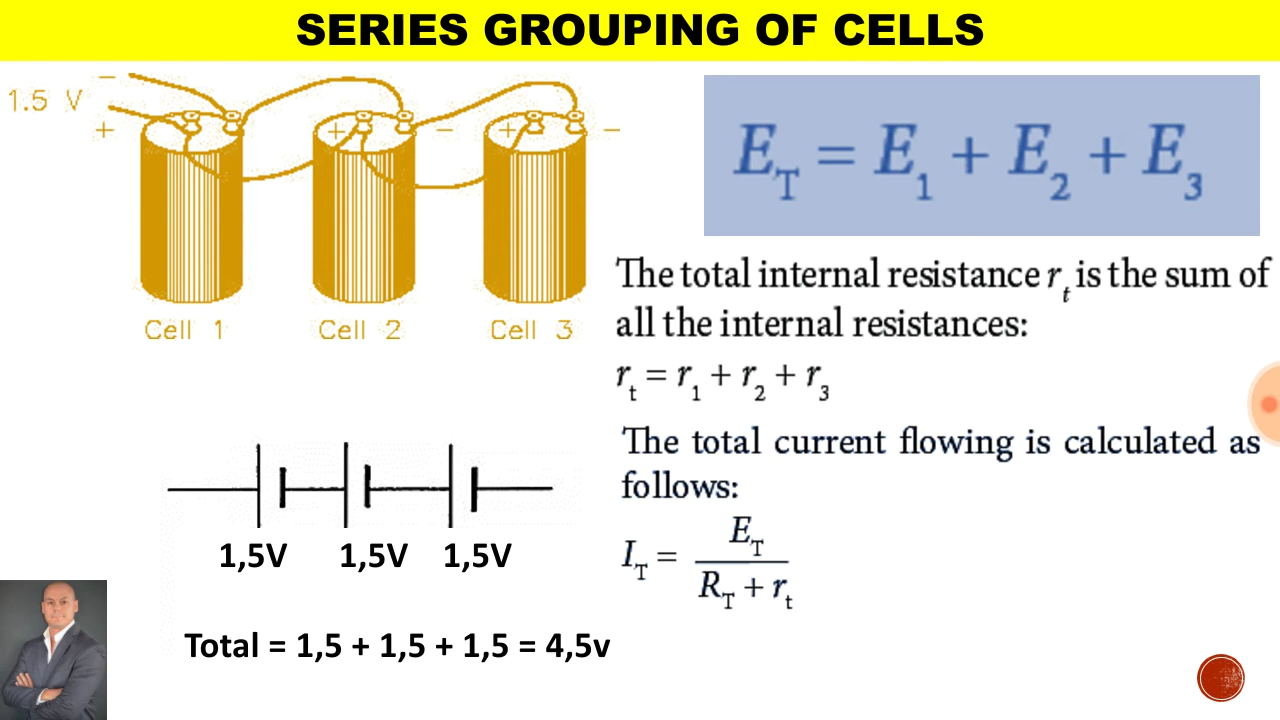 SERIES GROUPING OF CELLS
−
1.5 V
+
+ −
+ −
Cell 1 Cell 2 Cell 3
E_T = E_1 + E_2 + E_3
The total internal resistance r_t is the sum of
all the internal resistances:
r_t = r_1 + r_2 + r_3
The total current flowing is calculated as
follows:
I_T = E_T / (R_T + r_t)
1,5V 1,5V 1,5V
Total = 1,5 + 1,5 + 1,5 = 4,5v